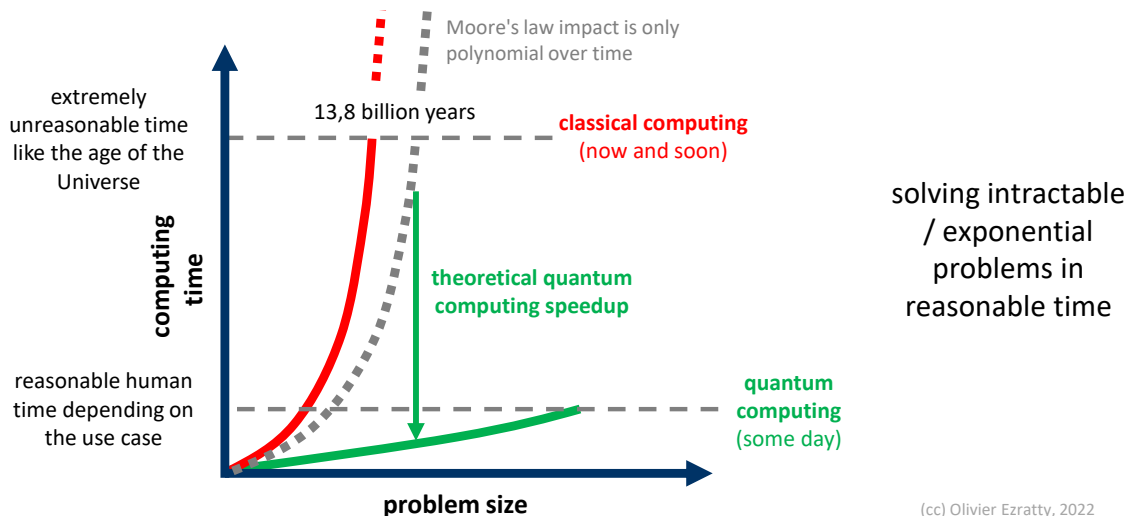 Moore's law impact is only
polynomial over time
extremely
unreasonable time
like the age of the
Universe
13,8 billion years
classical computing
(now and soon)
solving intractable
/ exponential
problems in
reasonable time
computing
time
theoretical quantum
computing speedup
reasonable human
time depending on
the use case
quantum
computing
(some day)
problem size
(cc) Olivier Ezratty, 2022